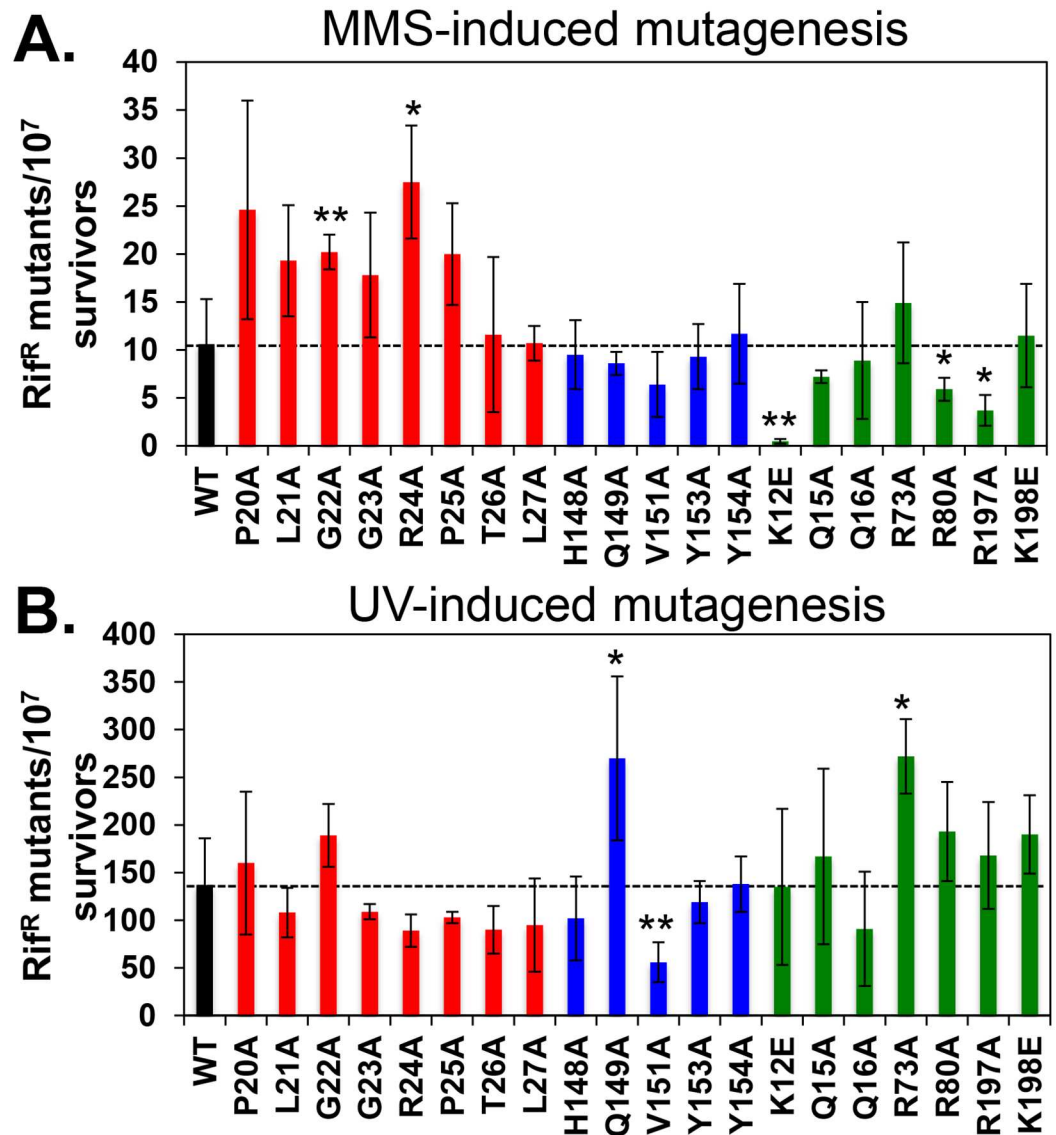 A.
MMS-induced mutagenesis
Rif^R mutants/10^7
survivors
40
35
30
25
20
15
10
5
0
*
**
**
*
*
WT
P20A
L21A
G22A
G23A
R24A
P25A
T26A
L27A
H148A
Q149A
V151A
Y153A
Y154A
K12E
Q15A
Q16A
R73A
R80A
R197A
K198E
B.
UV-induced mutagenesis
Rif^R mutants/10^7
survivors
400
350
300
250
200
150
100
50
0
*
**
*
WT
P20A
L21A
G22A
G23A
R24A
P25A
T26A
L27A
H148A
Q149A
V151A
Y153A
Y154A
K12E
Q15A
Q16A
R73A
R80A
R197A
K198E